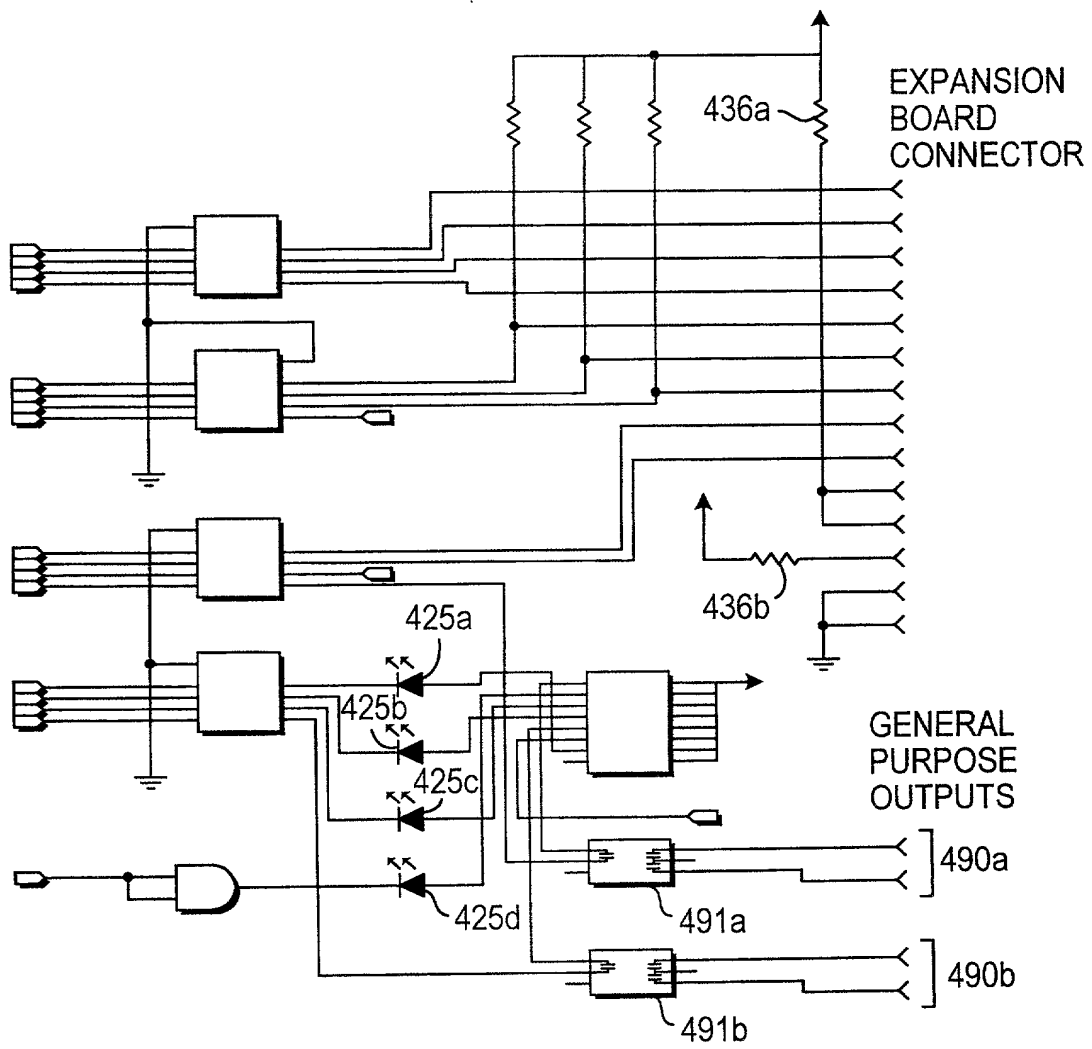 436a
EXPANSION
BOARD
CONNECTOR
436b
425a
425b
425c
425d
GENERAL
PURPOSE
OUTPUTS
490a
491a
490b
491b